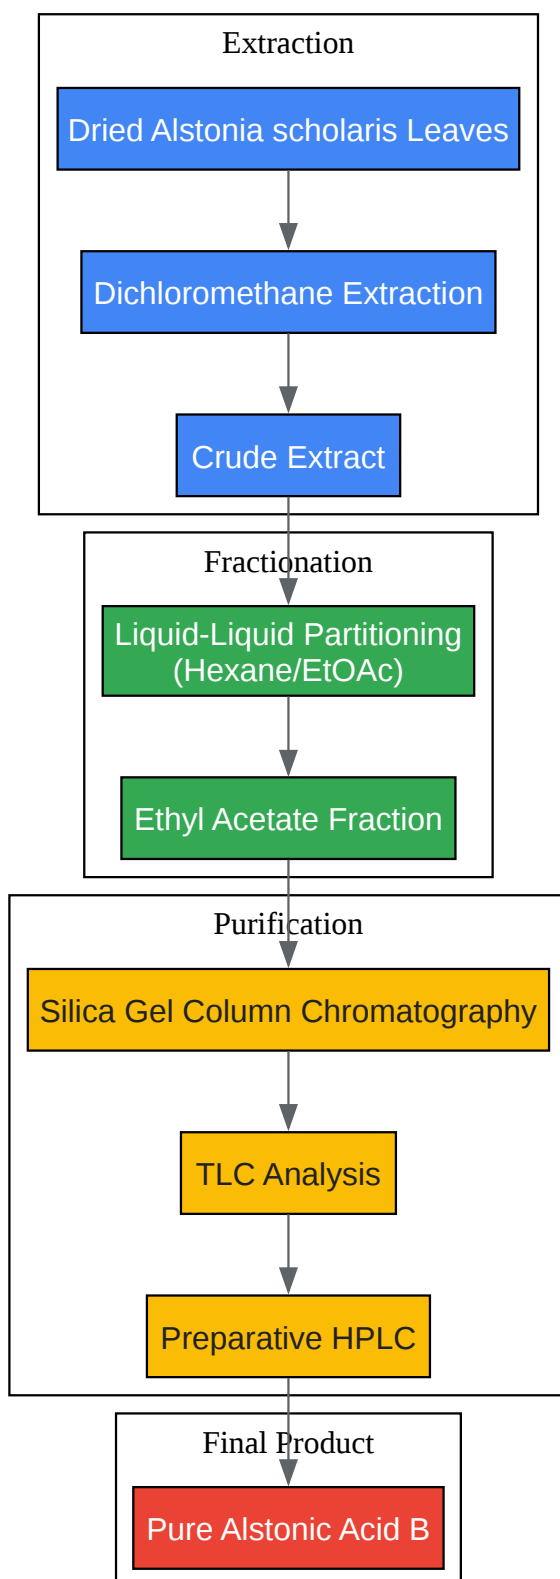 Extraction
Dried Alstonia scholaris Leaves
Dichloromethane Extraction
Crude Extract
Fractionation
Liquid-Liquid Partitioning
(Hexane/EtOAc)
Ethyl Acetate Fraction
Purification
Silica Gel Column Chromatography
TLC Analysis
Preparative HPLC
Final Product
Pure Alstonic Acid B